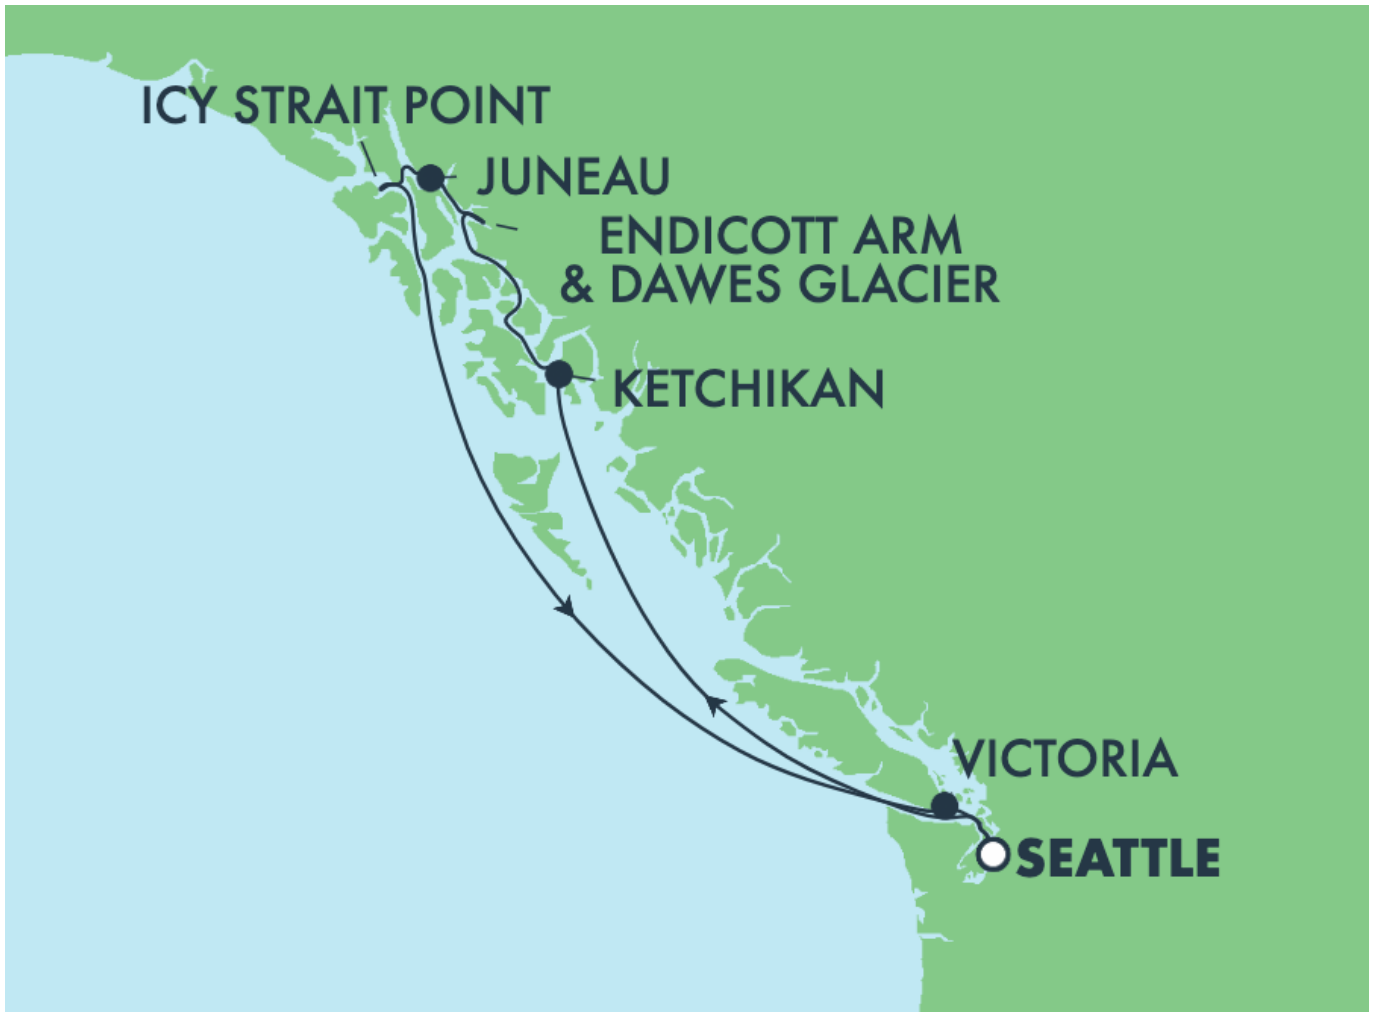 ICY STRAIT POINT
JUNEAU
ENDICOTT ARM
& DAWES GLACIER
KETCHIKAN
VICTORIA
SEATTLE